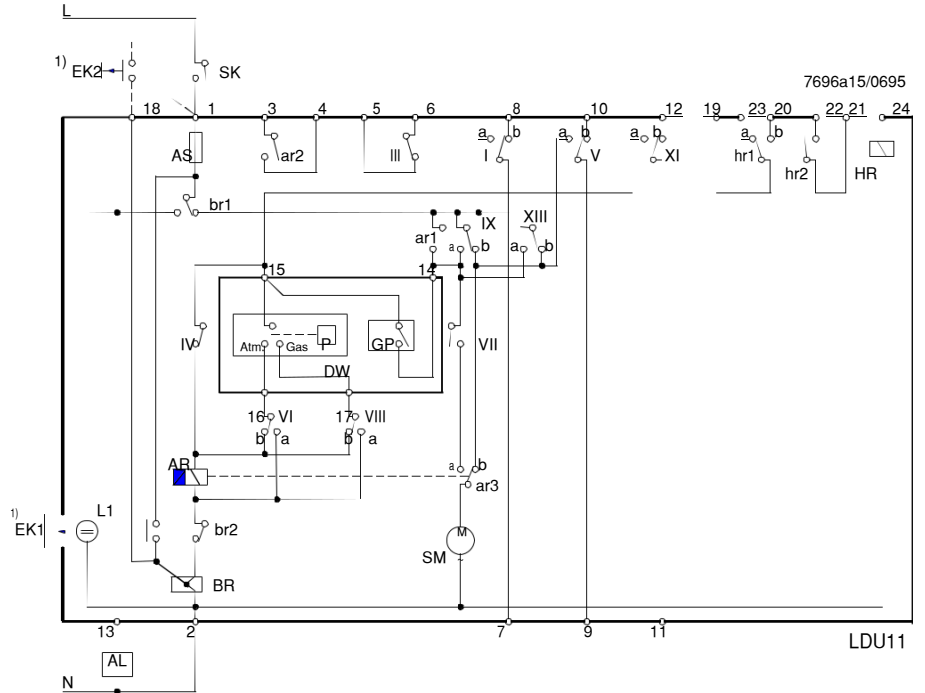 L
1)
EK2
SK
7696a15/0695
18 1 3 4 5 6 8 10 12 19 23 20 22 21 24
AS ar2 III a b I a b V a b XI a b hr1 hr2 HR
br1
ar1 IX XIII
a b a b
15 14
IV Atm. Gas P GP VII
DW
16 VI 17 VIII
b a b a
AR a b
ar3
1)
EK1 L1 br2 M
SM ~
BR
13 2 7 9 11
LDU11
AL
N